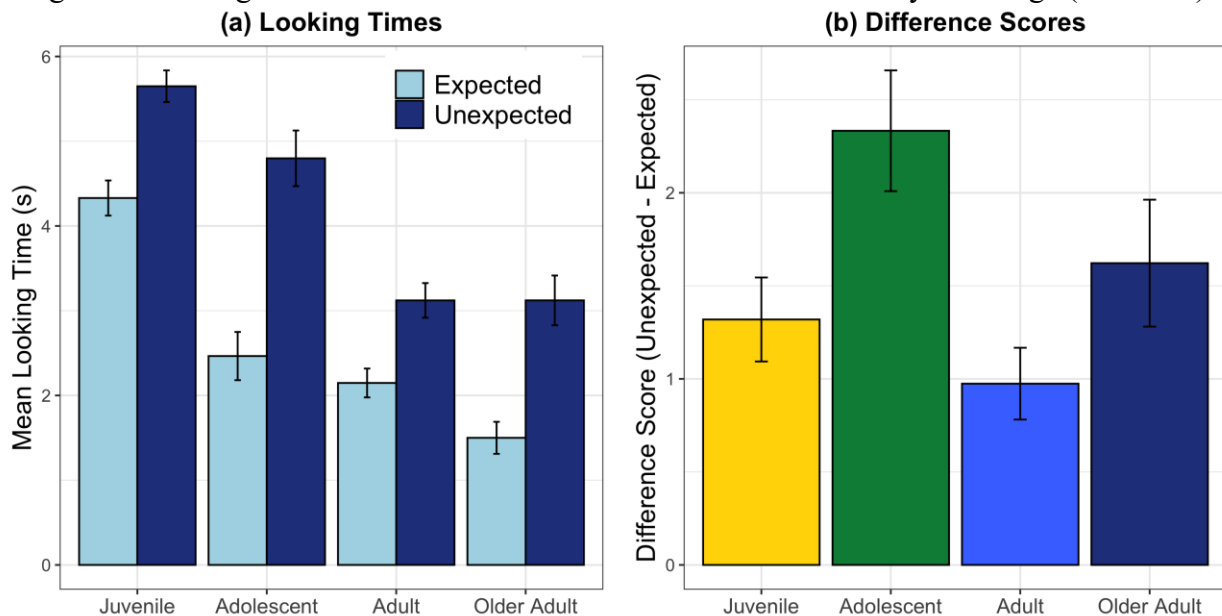 (a) Looking Times
Expected
Unexpected
Mean Looking Time (s)
6
4
2
0
Juvenile
Adolescent
Adult
Older Adult
(b) Difference Scores
Difference Score (Unexpected - Expected)
2
1
0
Juvenile
Adolescent
Adult
Older Adult